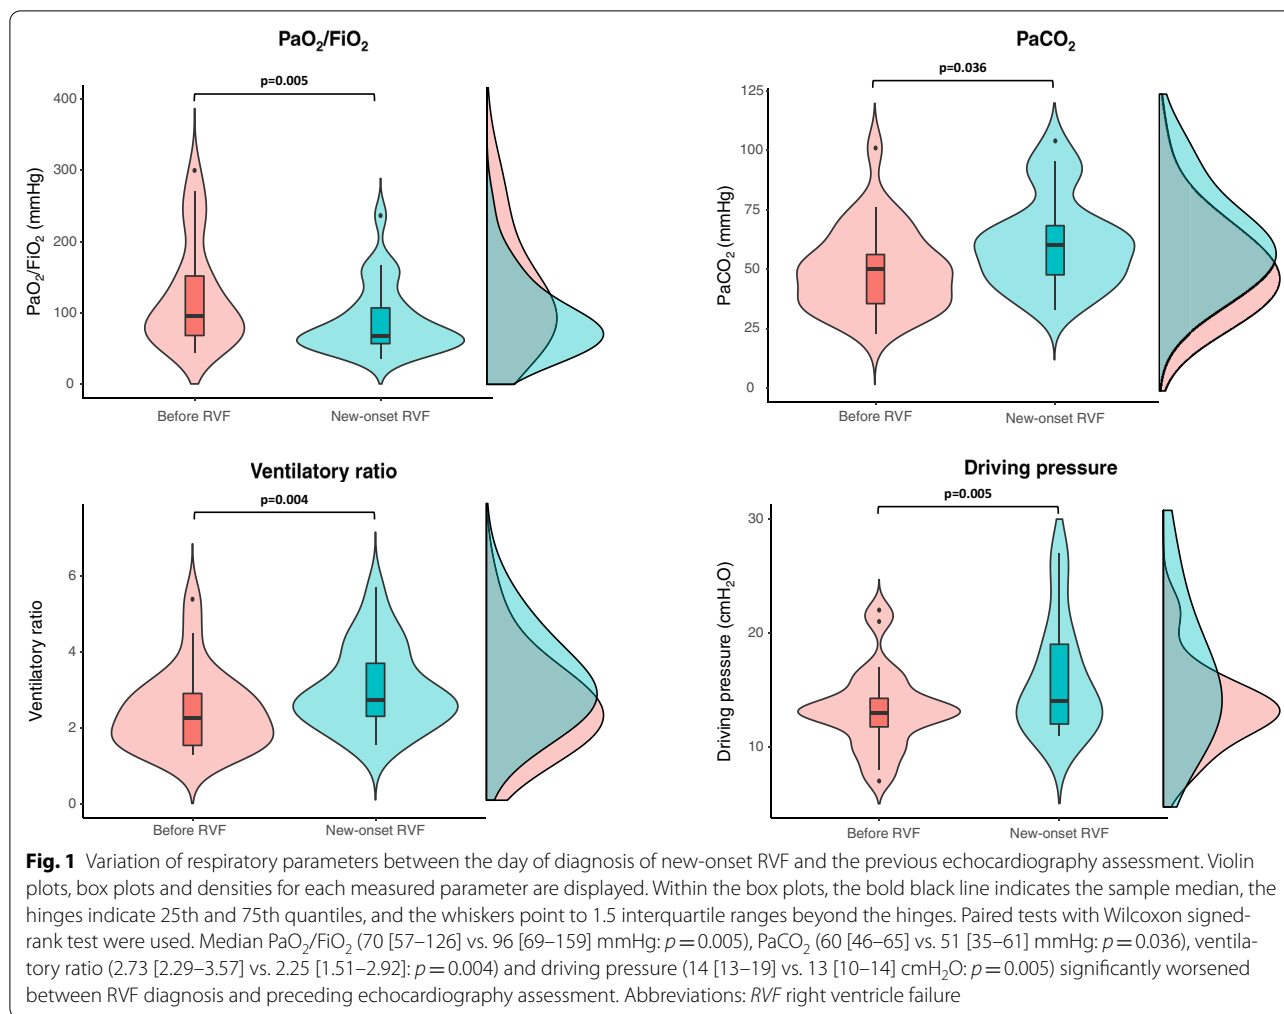 PaO₂/FiO₂
p=0.005
400
300
200
100
0
PaO₂/FiO₂ (mmHg)
Before RVF
New-onset RVF
PaCO₂
p=0.036
125
100
75
50
25
0
PaCO₂ (mmHg)
Before RVF
New-onset RVF
Ventilatory ratio
p=0.004
6
4
2
0
Ventilatory ratio
Before RVF
New-onset RVF
Driving pressure
p=0.005
30
20
10
Driving pressure (cmH₂O)
Before RVF
New-onset RVF
Fig. 1 Variation of respiratory parameters between the day of diagnosis of new-onset RVF and the previous echocardiography assessment. Violin
plots, box plots and densities for each measured parameter are displayed. Within the box plots, the bold black line indicates the sample median, the
hinges indicate 25th and 75th quantiles, and the whiskers point to 1.5 interquartile ranges beyond the hinges. Paired tests with Wilcoxon signed-
rank test were used. Median PaO₂/FiO₂ (70 [57–126] vs. 96 [69–159] mmHg: p = 0.005), PaCO₂ (60 [46–65] vs. 51 [35–61] mmHg: p = 0.036), ventila-
tory ratio (2.73 [2.29–3.57] vs. 2.25 [1.51–2.92]: p = 0.004) and driving pressure (14 [13–19] vs. 13 [10–14] cmH₂O: p = 0.005) significantly worsened
between RVF diagnosis and preceding echocardiography assessment. Abbreviations: RVF right ventricle failure